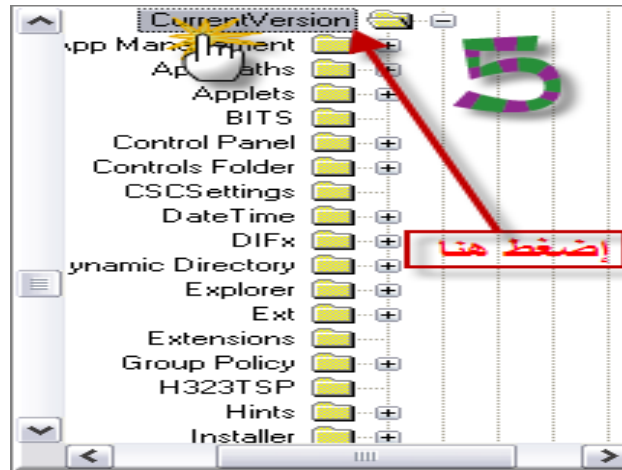 CurrentVersion
5
App Management
App Paths
Applets
BITS
Control Panel
Controls Folder
CSCSettings
DateTime
DIFx
إضغط هنا
ynamic Directory
Explorer
Ext
Extensions
Group Policy
H323TSP
Hints
Installer